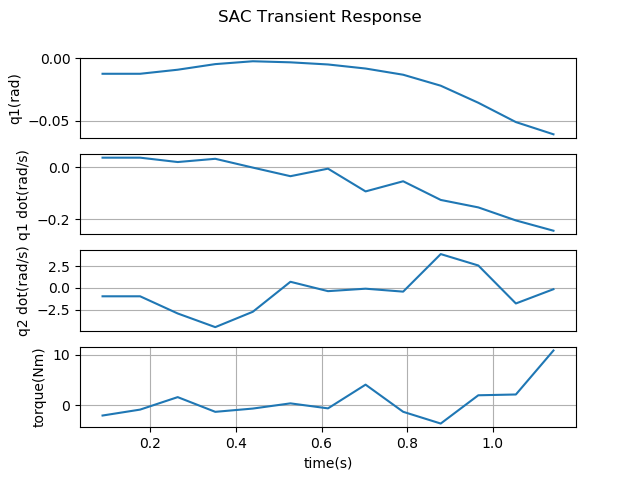 SAC Transient Response
0.00
−0.05
q1(rad)
0.0
−0.2
q1 dot(rad/s)
2.5
0.0
−2.5
q2 dot(rad/s)
10
0
torque(Nm)
0.2 0.4 0.6 0.8 1.0
time(s)